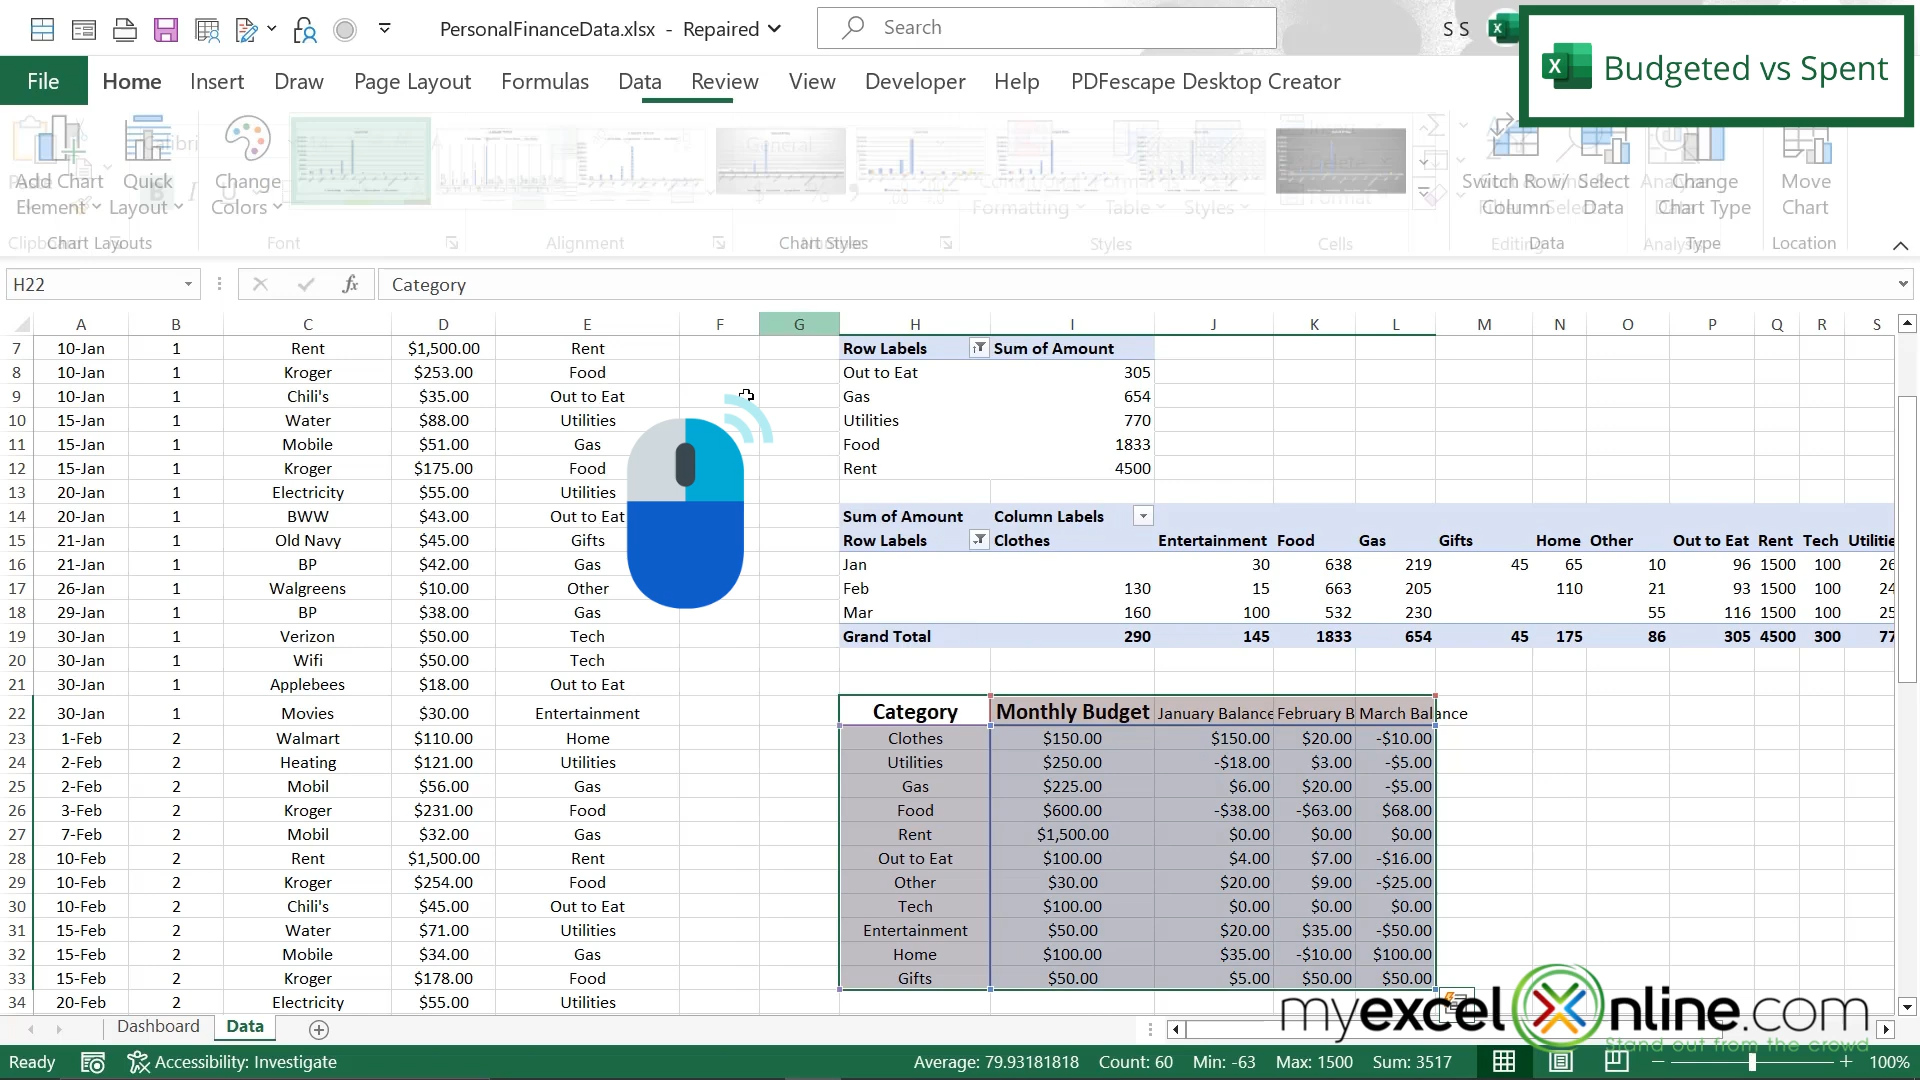 PersonalFinanceData.xlsx - Repaired
Search
S S
Budgeted vs Spent
File Home Insert Draw Page Layout Formulas Data Review View Developer Help PDFescape Desktop Creator
Add Chart Element
Quick Layout
Change Colors
Switch Row/ Column
Select Data
Change Chart Type
Move Chart
Chart Layouts Font Alignment Chart Styles Styles Cells Data Type Location
H22 fx Category
A B C D E F G H I J K L M N O P Q R S
7 10-Jan 1 Rent $1,500.00 Rent Row Labels Sum of Amount
8 10-Jan 1 Kroger $253.00 Food Out to Eat 305
9 10-Jan 1 Chili's $35.00 Out to Eat Gas 654
10 15-Jan 1 Water $88.00 Utilities Utilities 770
11 15-Jan 1 Mobile $51.00 Gas Food 1833
12 15-Jan 1 Kroger $175.00 Food Rent 4500
13 20-Jan 1 Electricity $55.00 Utilities
14 20-Jan 1 BWW $43.00 Out to Eat Sum of Amount Column Labels
15 21-Jan 1 Old Navy $45.00 Gifts Row Labels Clothes Entertainment Food Gas Gifts Home Other Out to Eat Rent Tech Utilitie
16 21-Jan 1 BP $42.00 Gas Jan 30 638 219 45 65 10 96 1500 100 26
17 26-Jan 1 Walgreens $10.00 Other Feb 130 15 663 205 110 21 93 1500 100 24
18 29-Jan 1 BP $38.00 Gas Mar 160 100 532 230 55 116 1500 100 25
19 30-Jan 1 Verizon $50.00 Tech Grand Total 290 145 1833 654 45 175 86 305 4500 300 77
20 30-Jan 1 Wifi $50.00 Tech
21 30-Jan 1 Applebees $18.00 Out to Eat
22 30-Jan 1 Movies $30.00 Entertainment Category Monthly Budget January Balance February B March Balance
23 1-Feb 2 Walmart $110.00 Home Clothes $150.00 $150.00 $20.00 -$10.00
24 2-Feb 2 Heating $121.00 Utilities Utilities $250.00 -$18.00 $3.00 -$5.00
25 2-Feb 2 Mobil $56.00 Gas Gas $225.00 $6.00 $20.00 -$5.00
26 3-Feb 2 Kroger $231.00 Food Food $600.00 -$38.00 -$63.00 $68.00
27 7-Feb 2 Mobil $32.00 Gas Rent $1,500.00 $0.00 $0.00 $0.00
28 10-Feb 2 Rent $1,500.00 Rent Out to Eat $100.00 $4.00 $7.00 -$16.00
29 10-Feb 2 Kroger $254.00 Food Other $30.00 $20.00 $9.00 -$25.00
30 10-Feb 2 Chili's $45.00 Out to Eat Tech $100.00 $0.00 $0.00 $0.00
31 15-Feb 2 Water $71.00 Utilities Entertainment $50.00 $20.00 $35.00 -$50.00
32 15-Feb 2 Mobile $34.00 Gas Home $100.00 $35.00 -$10.00 $100.00
33 15-Feb 2 Kroger $178.00 Food Gifts $50.00 $5.00 $50.00 $50.00
34 20-Feb 2 Electricity $55.00 Utilities
myexcelonline.com
Stand out from the crowd
Dashboard Data
Ready Accessibility: Investigate Average: 79.93181818 Count: 60 Min: -63 Max: 1500 Sum: 3517 100%